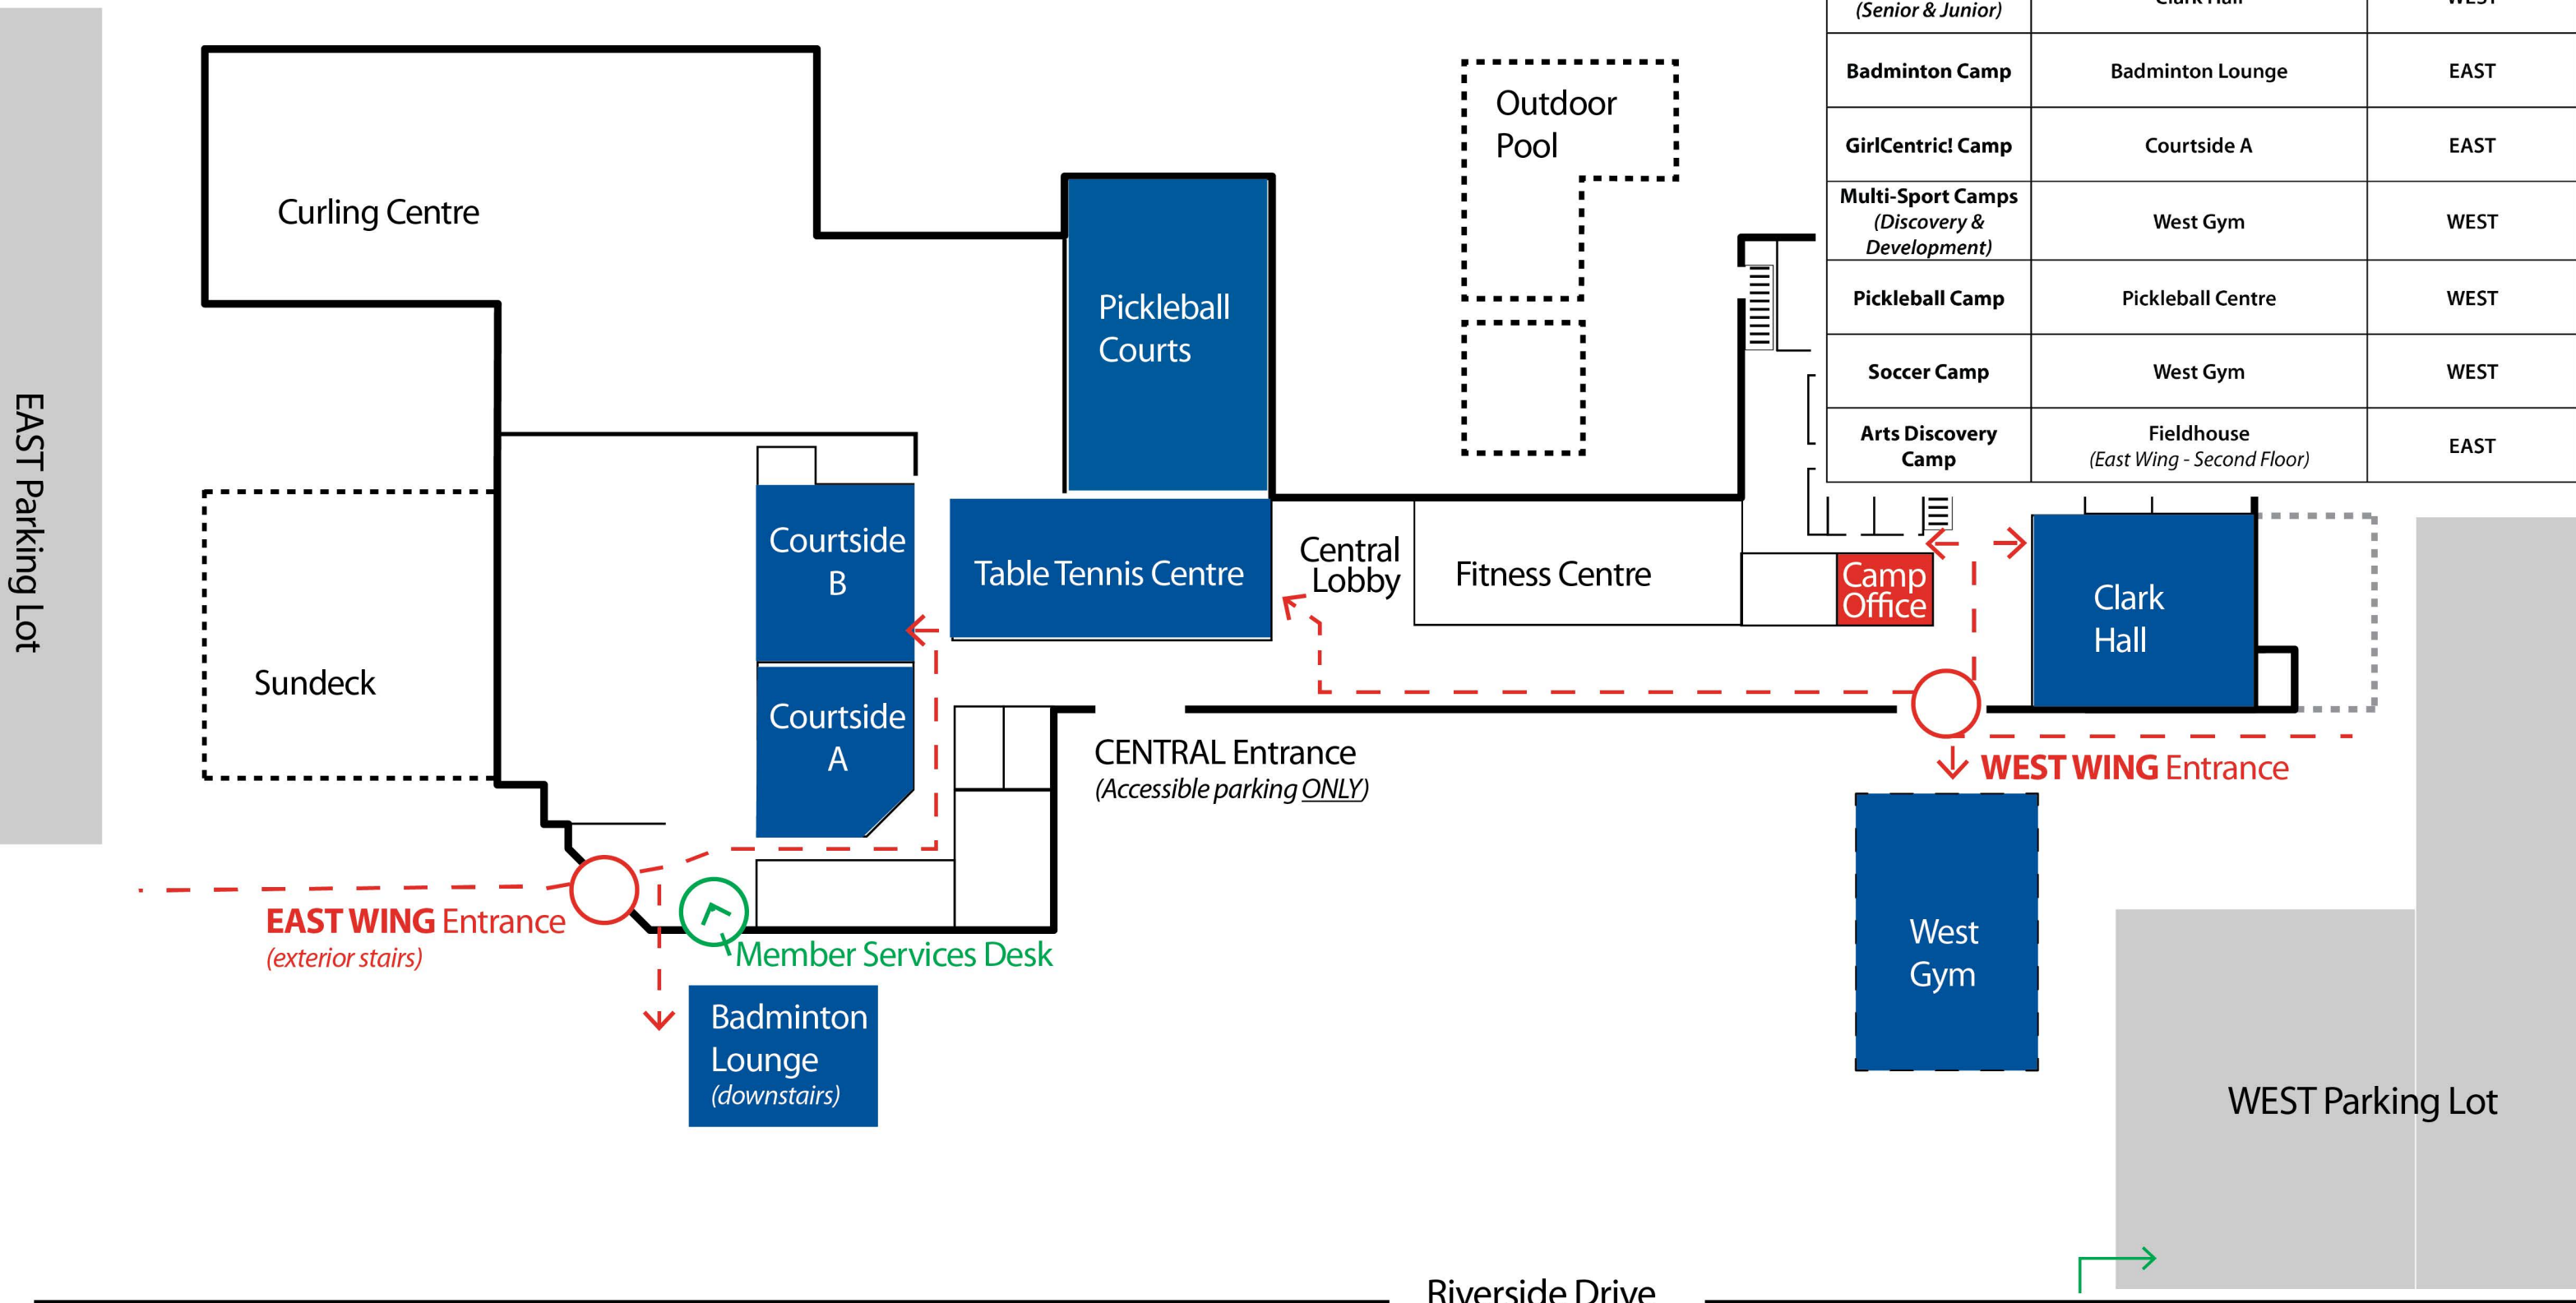 (Senior & Junior)
Clark Hall
WEST
Badminton Camp
Badminton Lounge
EAST
GirlCentric! Camp
Courtside A
EAST
Multi-Sport Camps
(Discovery &
Development)
West Gym
WEST
Pickleball Camp
Pickleball Centre
WEST
Soccer Camp
West Gym
WEST
Arts Discovery
Camp
Fieldhouse
(East Wing - Second Floor)
EAST
Outdoor
Pool
Curling Centre
Pickleball
Courts
EAST Parking Lot
Courtside
B
Table Tennis Centre
Central
Lobby
Fitness Centre
Camp
Office
Clark
Hall
Sundeck
Courtside
A
CENTRAL Entrance
(Accessible parking ONLY)
WEST WING Entrance
EAST WING Entrance
(exterior stairs)
Member Services Desk
West
Gym
Badminton
Lounge
(downstairs)
WEST Parking Lot
Riverside Drive